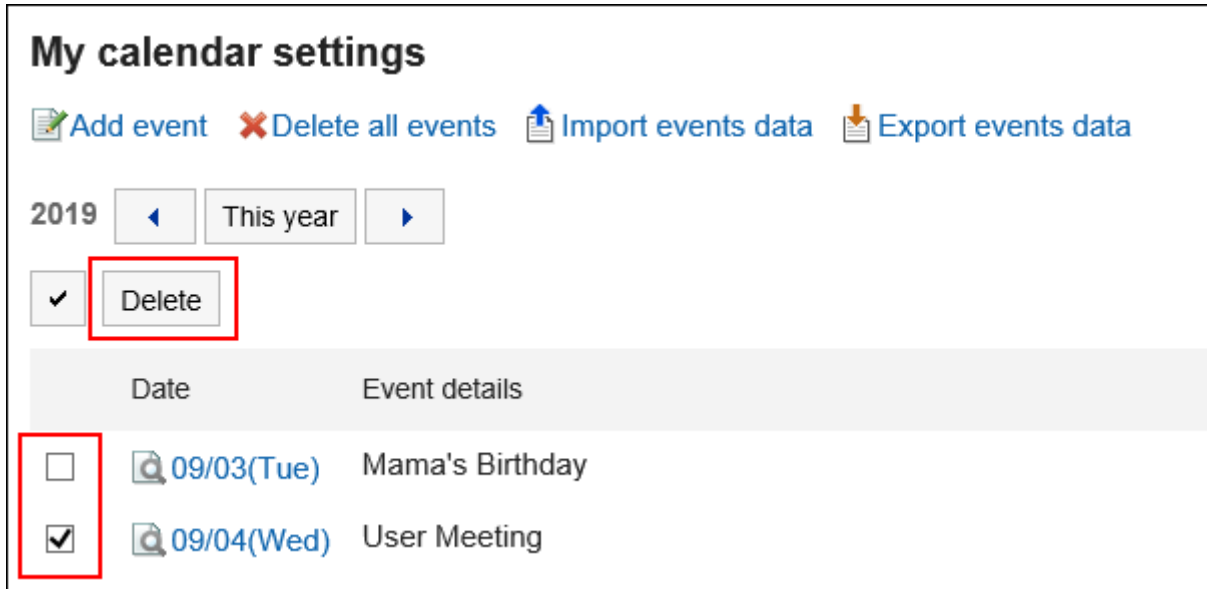 My calendar settings
Add event Delete all events Import events data Export events data
2019 This year
Delete
Date Event details
09/03(Tue) Mama's Birthday
09/04(Wed) User Meeting